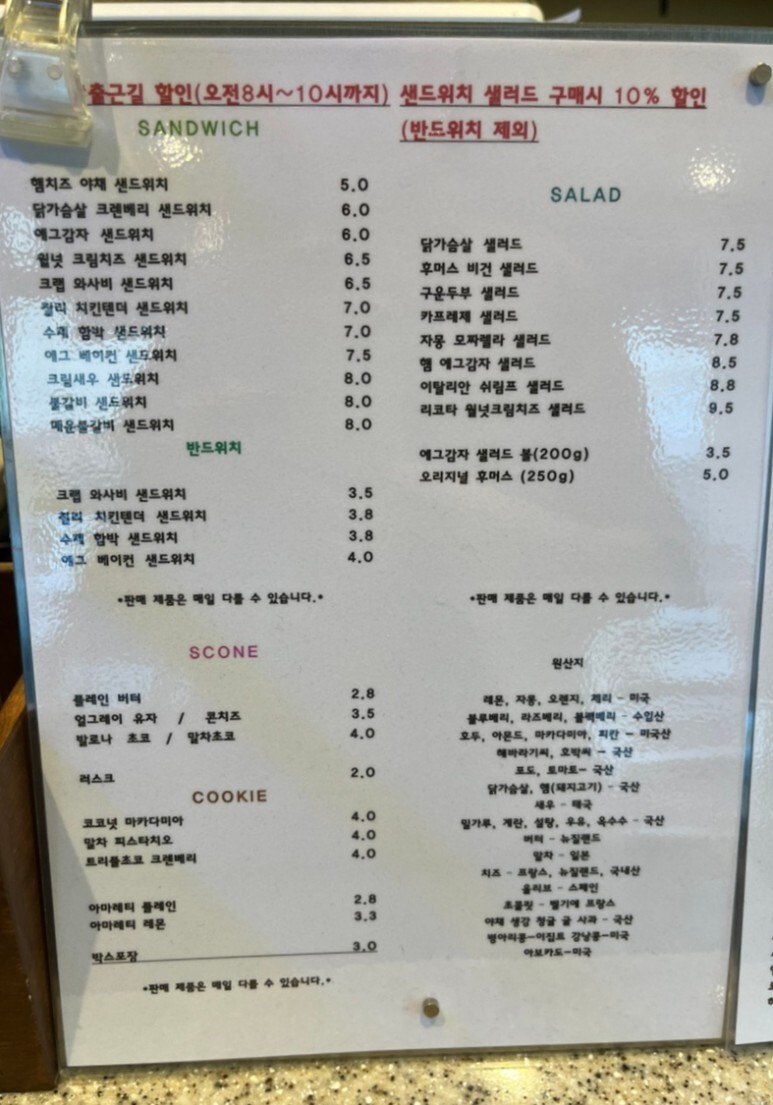 출근길 할인(오전8시~10시까지) 샌드위치 샐러드 구매시 10% 할인
(반드위치 제외)
SANDWICH
햄치즈 야채 샌드위치 5.0
닭가슴살 크렌베리 샌드위치 6.0
에그감자 샌드위치 6.0
월넛 크림치즈 샌드위치 6.5
크랩 와사비 샌드위치 6.5
칠리 치킨텐더 샌드위치 7.0
수제 함박 샌드위치 7.0
에그 베이컨 샌드위치 7.5
크림새우 샌드위치 8.0
불갈비 샌드위치 8.0
매운불갈비 샌드위치 8.0
반드위치
크랩 와사비 샌드위치 3.5
칠리 치킨텐더 샌드위치 3.8
수제 함박 샌드위치 3.8
에그 베이컨 샌드위치 4.0
*판매 제품은 매일 다를 수 있습니다.*
SCONE
플레인 버터 2.8
얼그레이 유자 / 콘치즈 3.5
발로나 초코 / 말차초코 4.0
러스크 2.0
COOKIE
코코넛 마카다미아 4.0
말차 피스타치오 4.0
트리플초코 크렌베리 4.0
아마레티 플레인 2.8
아마레티 레몬 3.3
박스포장 3.0
*판매 제품은 매일 다를 수 있습니다.*
SALAD
닭가슴살 샐러드 7.5
후머스 비건 샐러드 7.5
구운두부 샐러드 7.5
카프레제 샐러드 7.5
자몽 모짜렐라 샐러드 7.8
햄 에그감자 샐러드 8.5
이탈리안 쉬림프 샐러드 8.8
리코타 월넛크림치즈 샐러드 9.5
에그감자 샐러드 볼(200g) 3.5
오리지널 후머스 (250g) 5.0
*판매 제품은 매일 다를 수 있습니다.*
원산지
레몬, 자몽, 오렌지, 체리 - 미국
블루베리, 라즈베리, 블랙베리 - 수입산
호두, 아몬드, 마카다미아, 피칸 - 미국산
해바라기씨, 호박씨 - 국산
포도, 토마토- 국산
닭가슴살, 햄(돼지고기) - 국산
새우 - 태국
밀가루, 계란, 설탕, 우유, 옥수수 - 국산
버터 - 뉴질랜드
말차 - 일본
치즈 - 프랑스, 뉴질랜드, 국내산
올리브 - 스페인
초콜릿 - 벨기에 프랑스
야채 생강 청귤 귤 사과 - 국산
병아리콩-이집트 강낭콩-미국
아보카도-미국